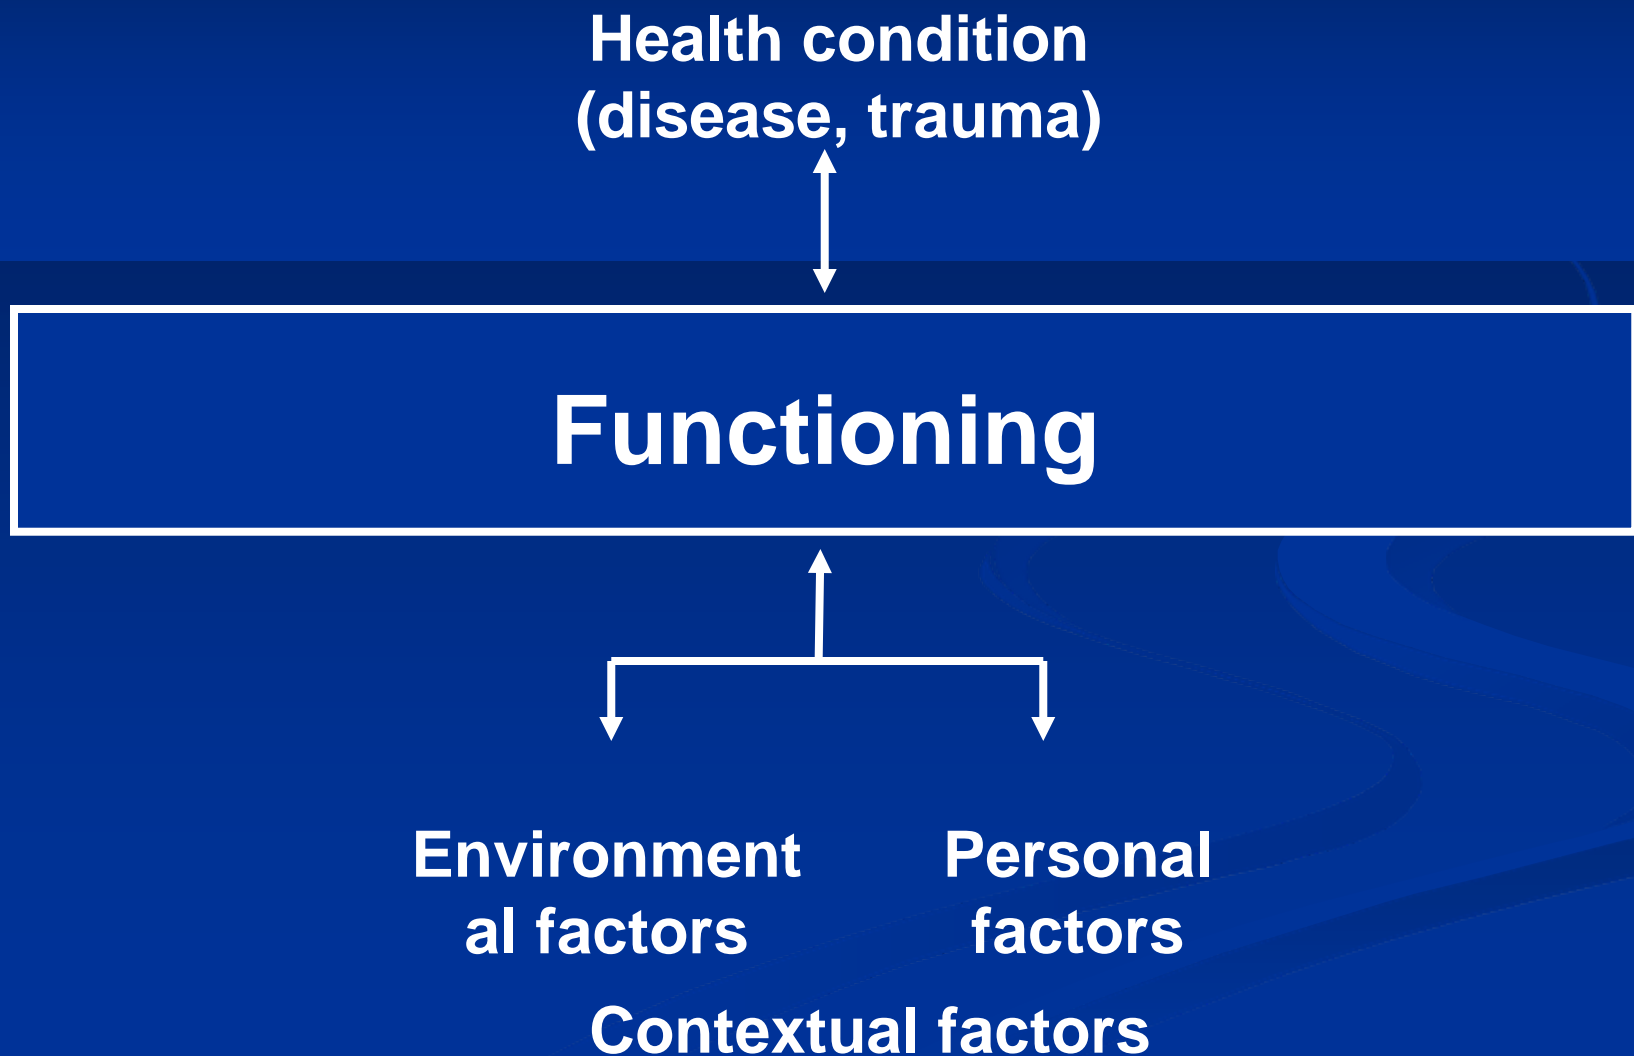 Health condition
(disease, trauma)
Functioning
Environment
al factors
Personal
factors
Contextual factors